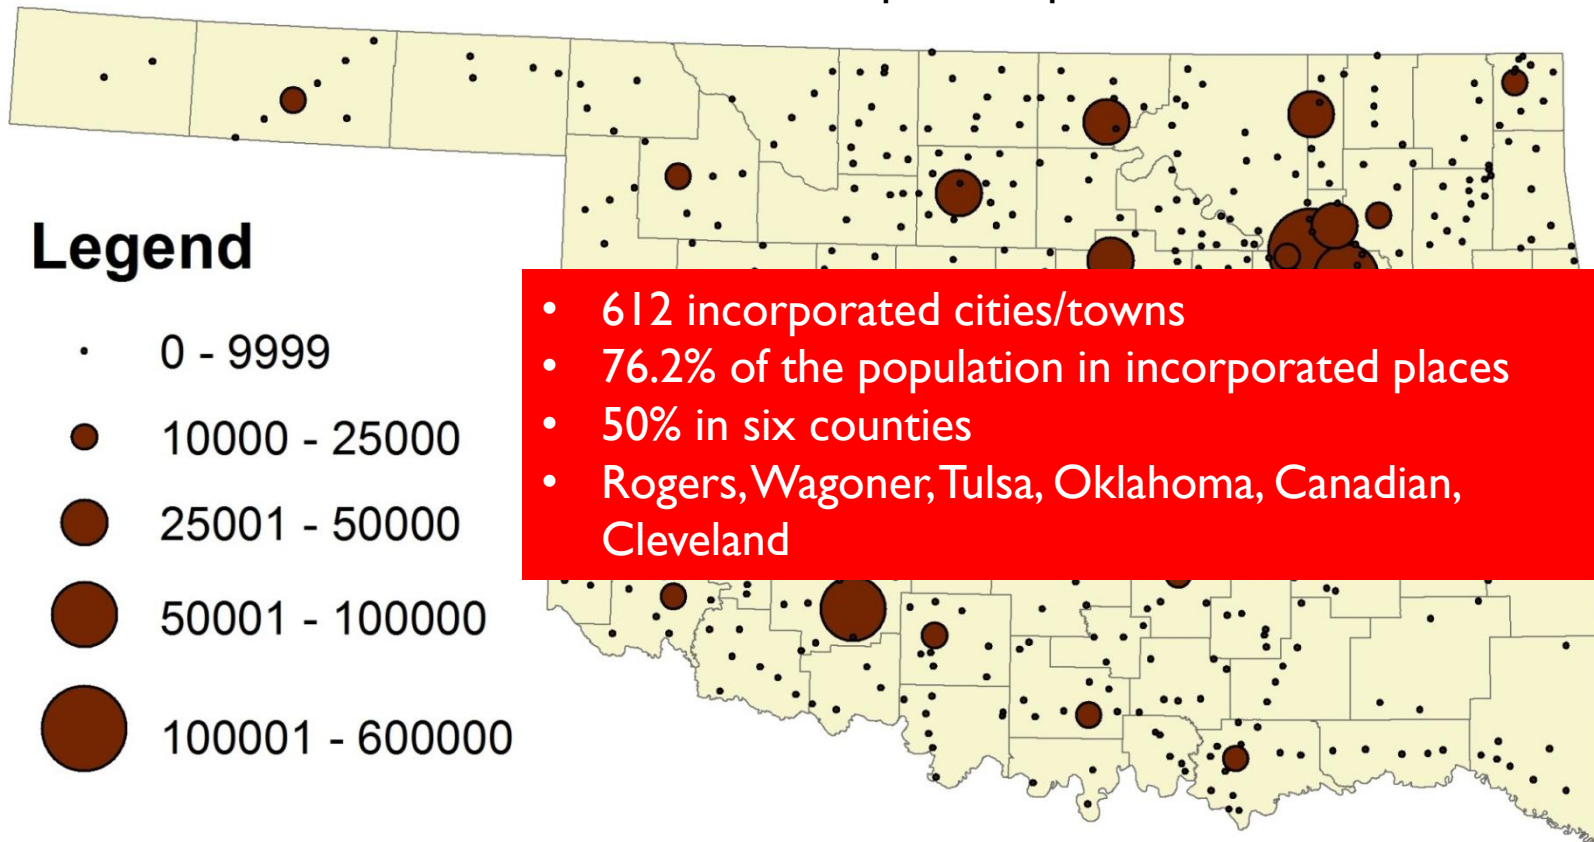 Legend
0 - 9999
10000 - 25000
25001 - 50000
50001 - 100000
100001 - 600000
• 612 incorporated cities/towns
• 76.2% of the population in incorporated places
• 50% in six counties
• Rogers, Wagoner, Tulsa, Oklahoma, Canadian,
Cleveland